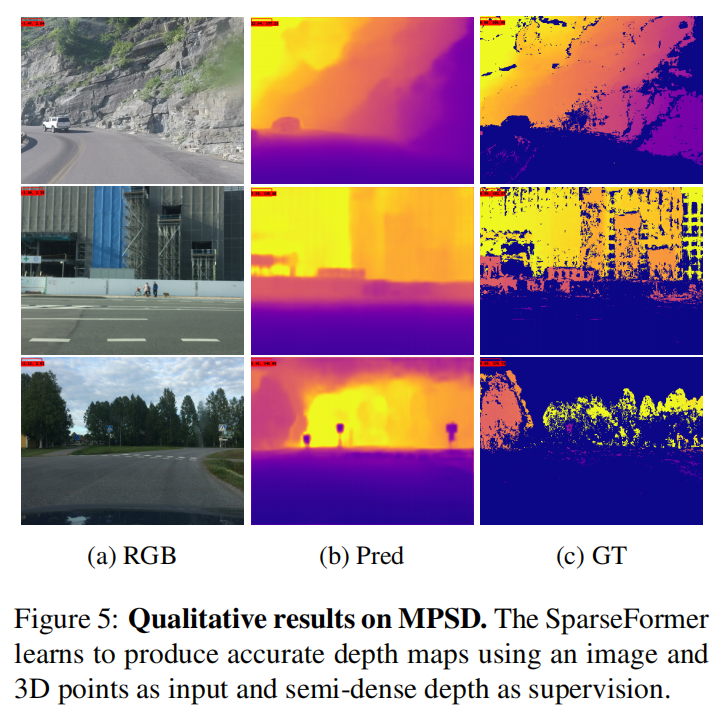 (a) RGB
(b) Pred
(c) GT
Figure 5: Qualitative results on MPSD. The SparseFormer
learns to produce accurate depth maps using an image and
3D points as input and semi-dense depth as supervision.